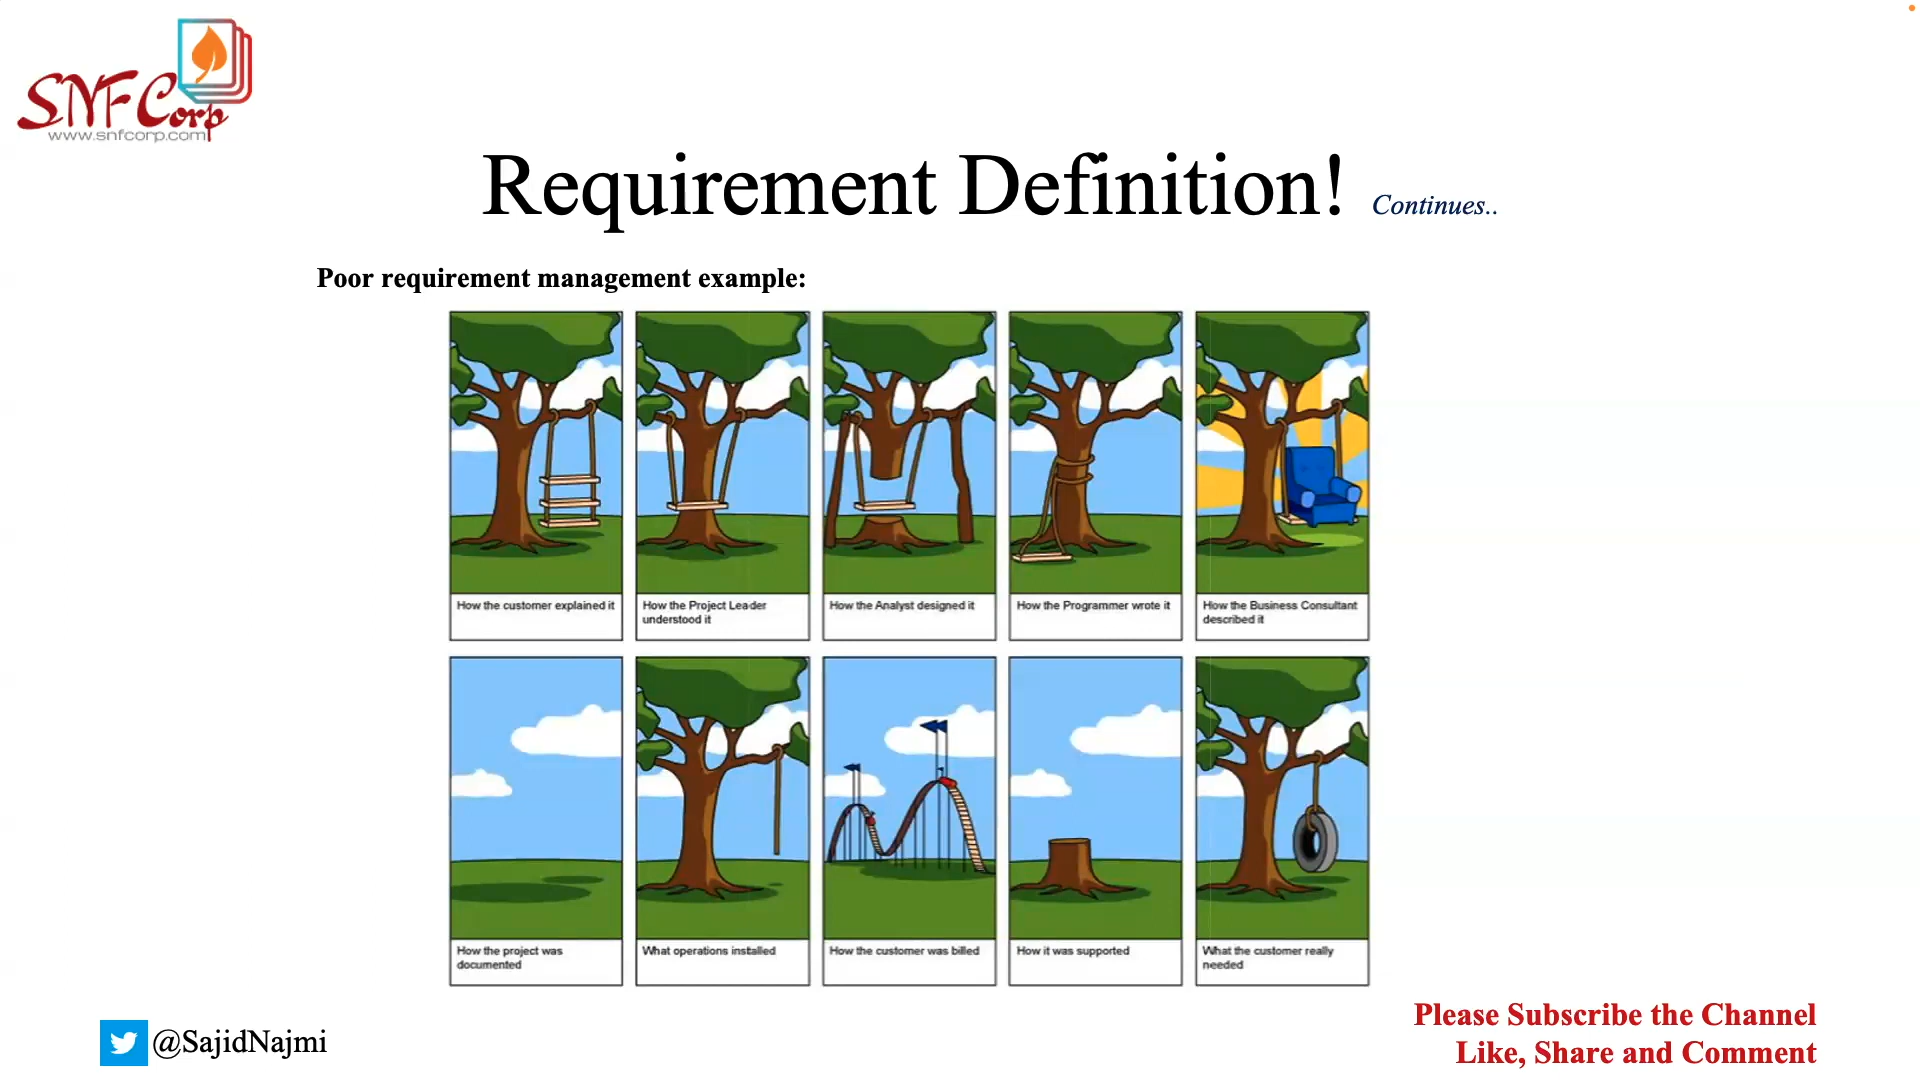 SNF Corp
www.snfcorp.com
Requirement Definition! Continues..
Poor requirement management example:
How the customer explained it
How the Project Leader
understood it
How the Analyst designed it
How the Programmer wrote it
How the Business Consultant
described it
How the project was
documented
What operations installed
How the customer was billed
How it was supported
What the customer really
needed
@SajidNajmi
Please Subscribe the Channel
Like, Share and Comment